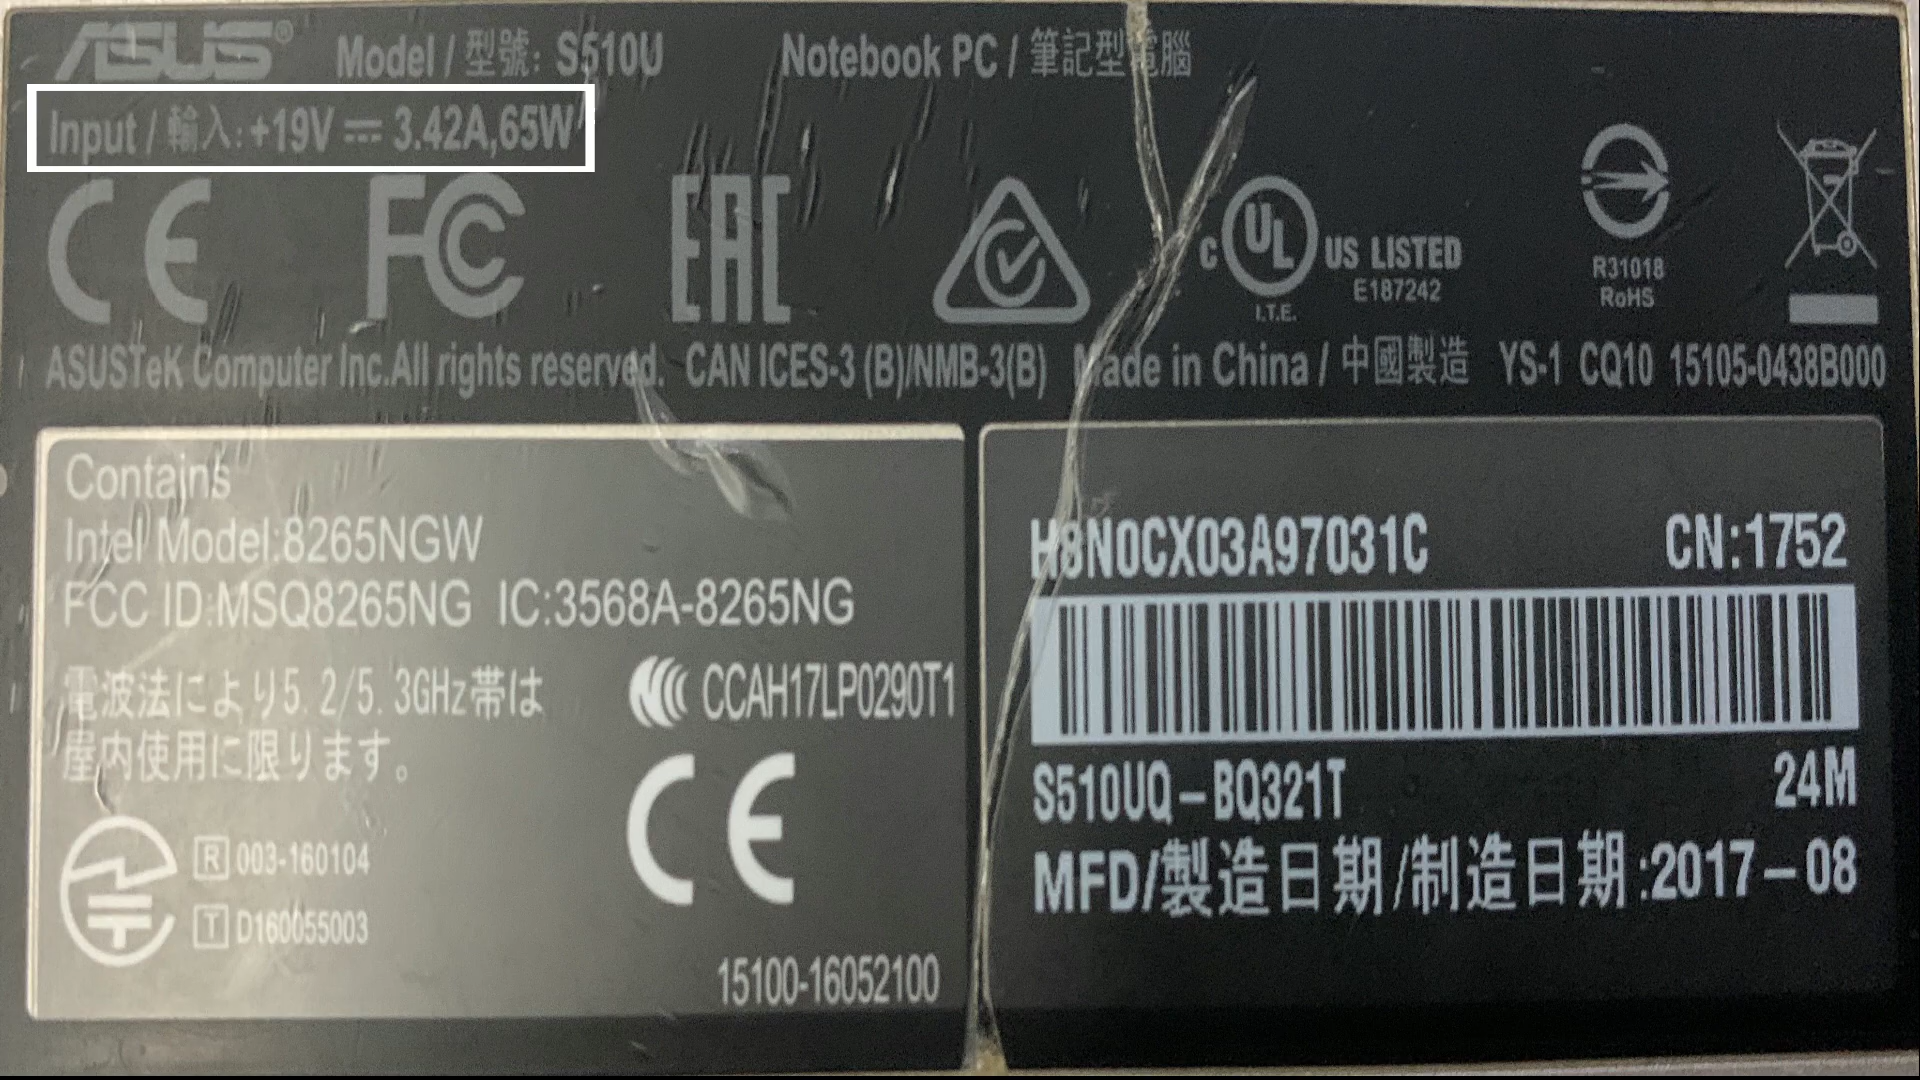 ASUS® Model / 型號: S510U Notebook PC / 筆記型電腦
Input / 輸入: +19V ⎓ 3.42A,65W
CE FC EAC C UL US LISTED
E187242
I.T.E.
R31018
RoHS
ASUSTeK Computer Inc.All rights reserved. CAN ICES-3 (B)/NMB-3(B) Made in China / 中國製造 YS-1 CQ10 15105-0438B000
Contains
Intel Model:8265NGW
FCC ID:MSQ8265NG IC:3568A-8265NG
電波法により5.2/5.3GHz帯は
屋内使用に限ります。
CCAH17LP0290T1
CE
R 003-160104
T D160055003
15100-16052100
H8N0CX03A97031C CN:1752
S510UQ-BQ321T 24M
MFD/製造日期/制造日期:2017-08